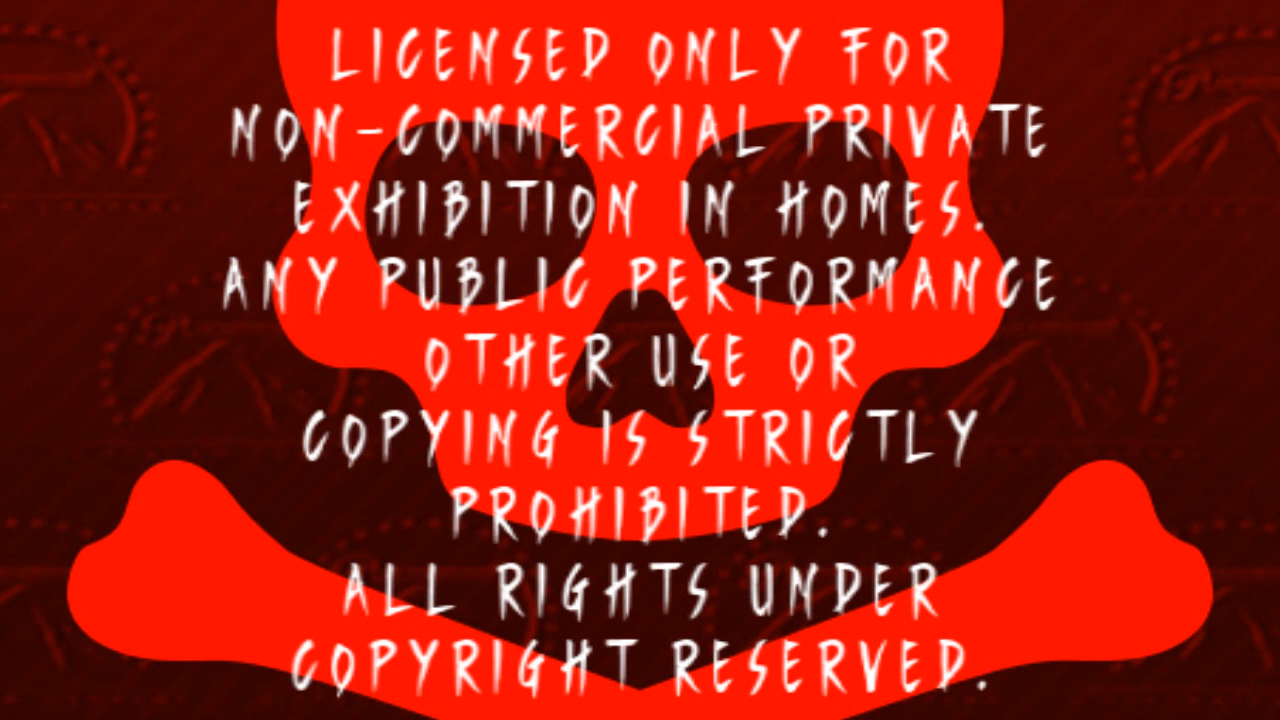 LICENSED ONLY FOR
NON-COMMERCIAL PRIVATE
EXHIBITION IN HOMES.
ANY PUBLIC PERFORMANCE
OTHER USE OR
COPYING IS STRICTLY
PROHIBITED.
ALL RIGHTS UNDER
COPYRIGHT RESERVED.